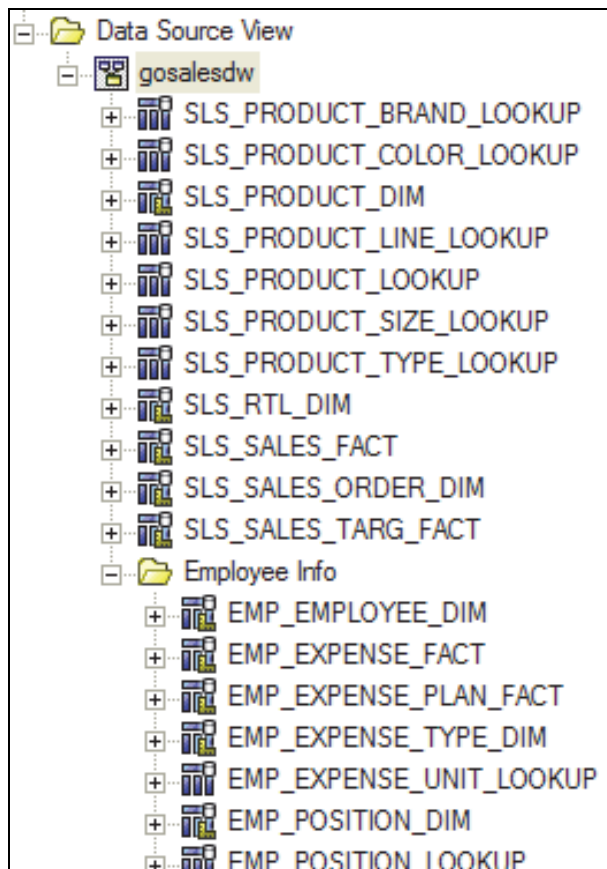 Data Source View
gosalesdw
SLS_PRODUCT_BRAND_LOOKUP
SLS_PRODUCT_COLOR_LOOKUP
SLS_PRODUCT_DIM
SLS_PRODUCT_LINE_LOOKUP
SLS_PRODUCT_LOOKUP
SLS_PRODUCT_SIZE_LOOKUP
SLS_PRODUCT_TYPE_LOOKUP
SLS_RTL_DIM
SLS_SALES_FACT
SLS_SALES_ORDER_DIM
SLS_SALES_TARG_FACT
Employee Info
EMP_EMPLOYEE_DIM
EMP_EXPENSE_FACT
EMP_EXPENSE_PLAN_FACT
EMP_EXPENSE_TYPE_DIM
EMP_EXPENSE_UNIT_LOOKUP
EMP_POSITION_DIM
EMP_POSITION_LOOKUP